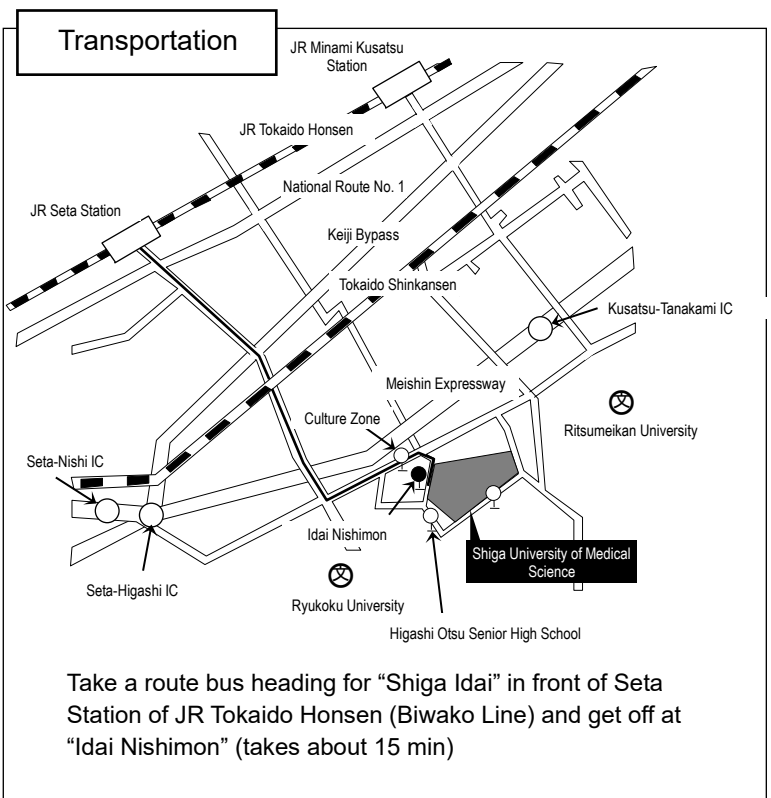 Transportation
JR Minami Kusatsu
Station
JR Tokaido Honsen
National Route No. 1
JR Seta Station
Keiji Bypass
Tokaido Shinkansen
Kusatsu-Tanakami IC
Meishin Expressway
Culture Zone
文
Ritsumeikan University
Seta-Nishi IC
Idai Nishimon
Shiga University of Medical
Science
文
Seta-Higashi IC
Ryukoku University
Higashi Otsu Senior High School
Take a route bus heading for “Shiga Idai” in front of Seta
Station of JR Tokaido Honsen (Biwako Line) and get off at
“Idai Nishimon” (takes about 15 min)